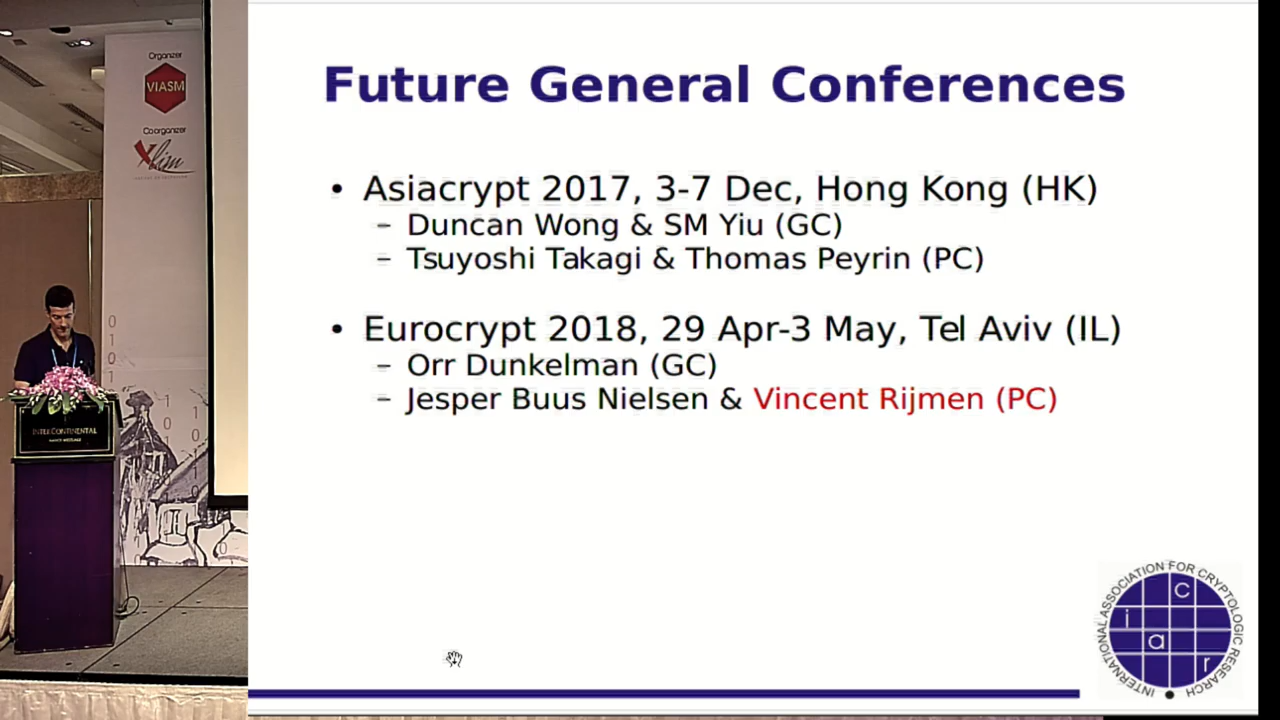 Organizer
VIASM
Co organizer
Xlim
INTERCONTINENTAL
Future General Conferences
• Asiacrypt 2017, 3-7 Dec, Hong Kong (HK)
– Duncan Wong & SM Yiu (GC)
– Tsuyoshi Takagi & Thomas Peyrin (PC)
• Eurocrypt 2018, 29 Apr-3 May, Tel Aviv (IL)
– Orr Dunkelman (GC)
– Jesper Buus Nielsen & Vincent Rijmen (PC)
INTERNATIONAL ASSOCIATION FOR CRYPTOLOGIC RESEARCH
i a c r